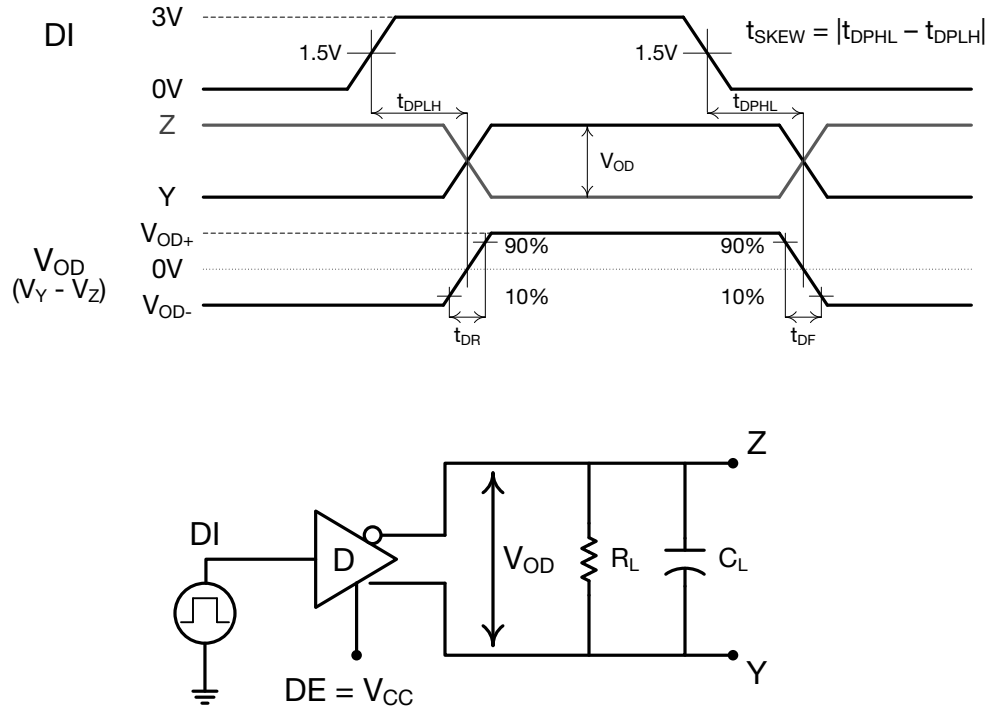 3V
DI
t_SKEW = |t_DPHL – t_DPLH|
1.5V
1.5V
0V
t_DPLH
t_DPHL
Z
V_OD
Y
V_OD+
90%
90%
V_OD
(V_Y - V_Z)
0V
V_OD-
10%
10%
t_DR
t_DF
Z
DI
D
V_OD
R_L
C_L
Y
DE = V_CC